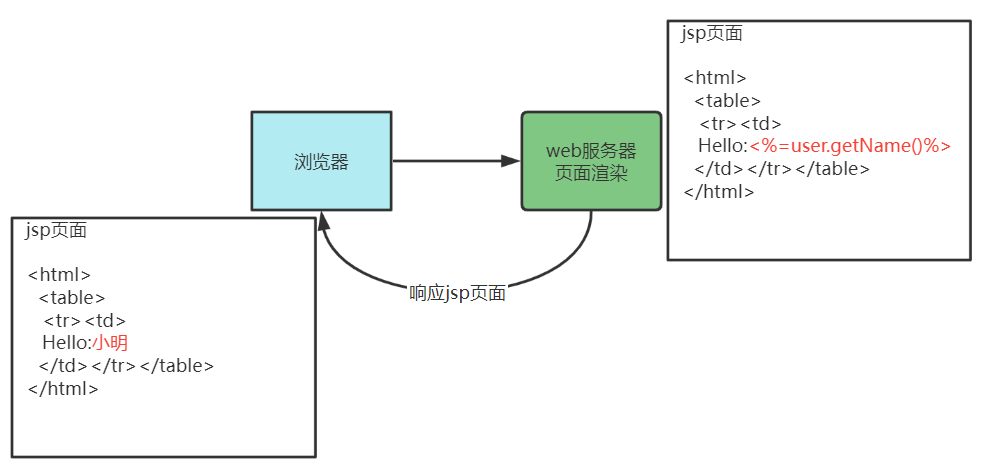 jsp页面
<html>
<table>
<tr><td>
Hello:<%=user.getName()%>
</td></tr></table>
</html>
浏览器
web服务器
页面渲染
jsp页面
<html>
<table>
<tr><td>
Hello:小明
</td></tr></table>
</html>
响应jsp页面